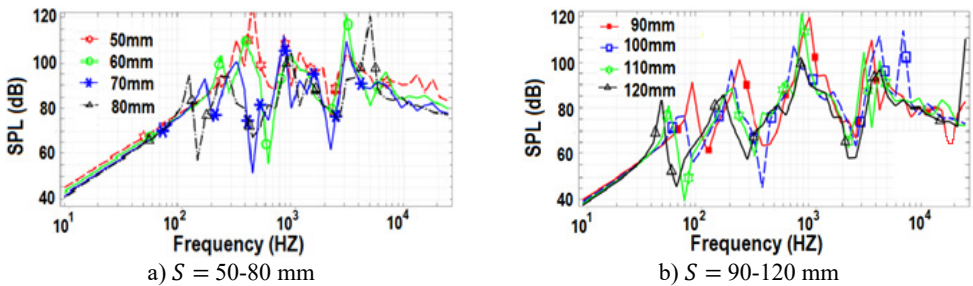 120
100
80
60
40
SPL (dB)
50mm
60mm
70mm
80mm
10^1
10^2
10^3
10^4
Frequency (HZ)
a) S = 50-80 mm
120
100
80
60
40
SPL (dB)
90mm
100mm
110mm
120mm
10^1
10^2
10^3
10^4
Frequency (HZ)
b) S = 90-120 mm